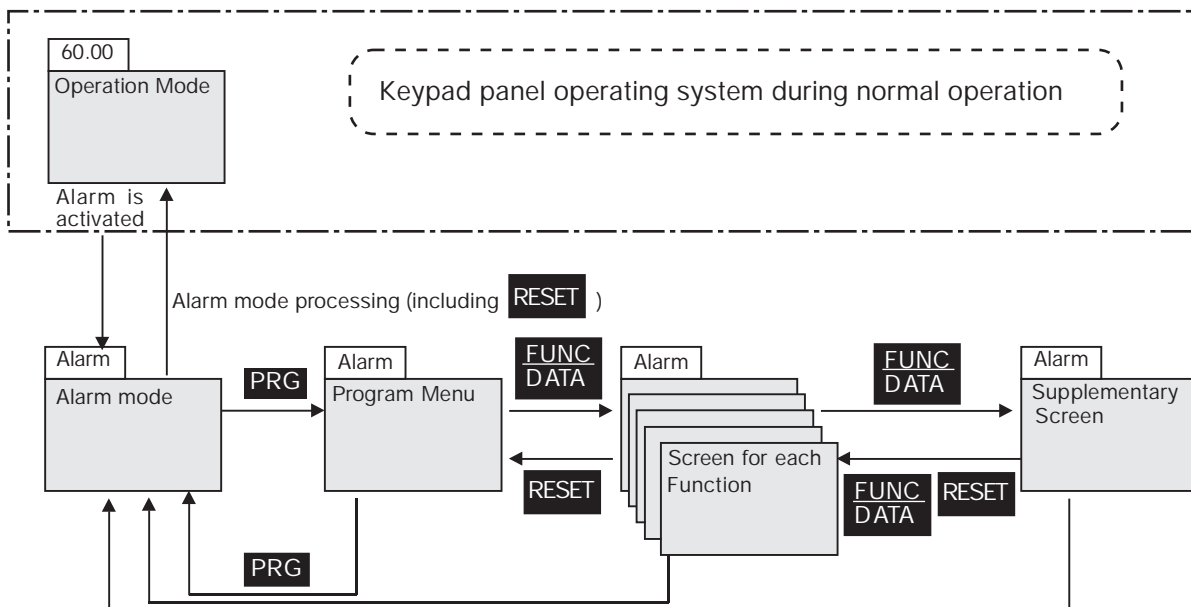 60.00
Operation Mode
Keypad panel operating system during normal operation
Alarm is
activated
Alarm mode processing (including RESET )
Alarm
Alarm mode
PRG
Alarm
Program Menu
FUNC
DATA
RESET
Alarm
Screen for each
Function
FUNC
DATA
FUNC
DATA
RESET
Alarm
Supplementary
Screen
PRG